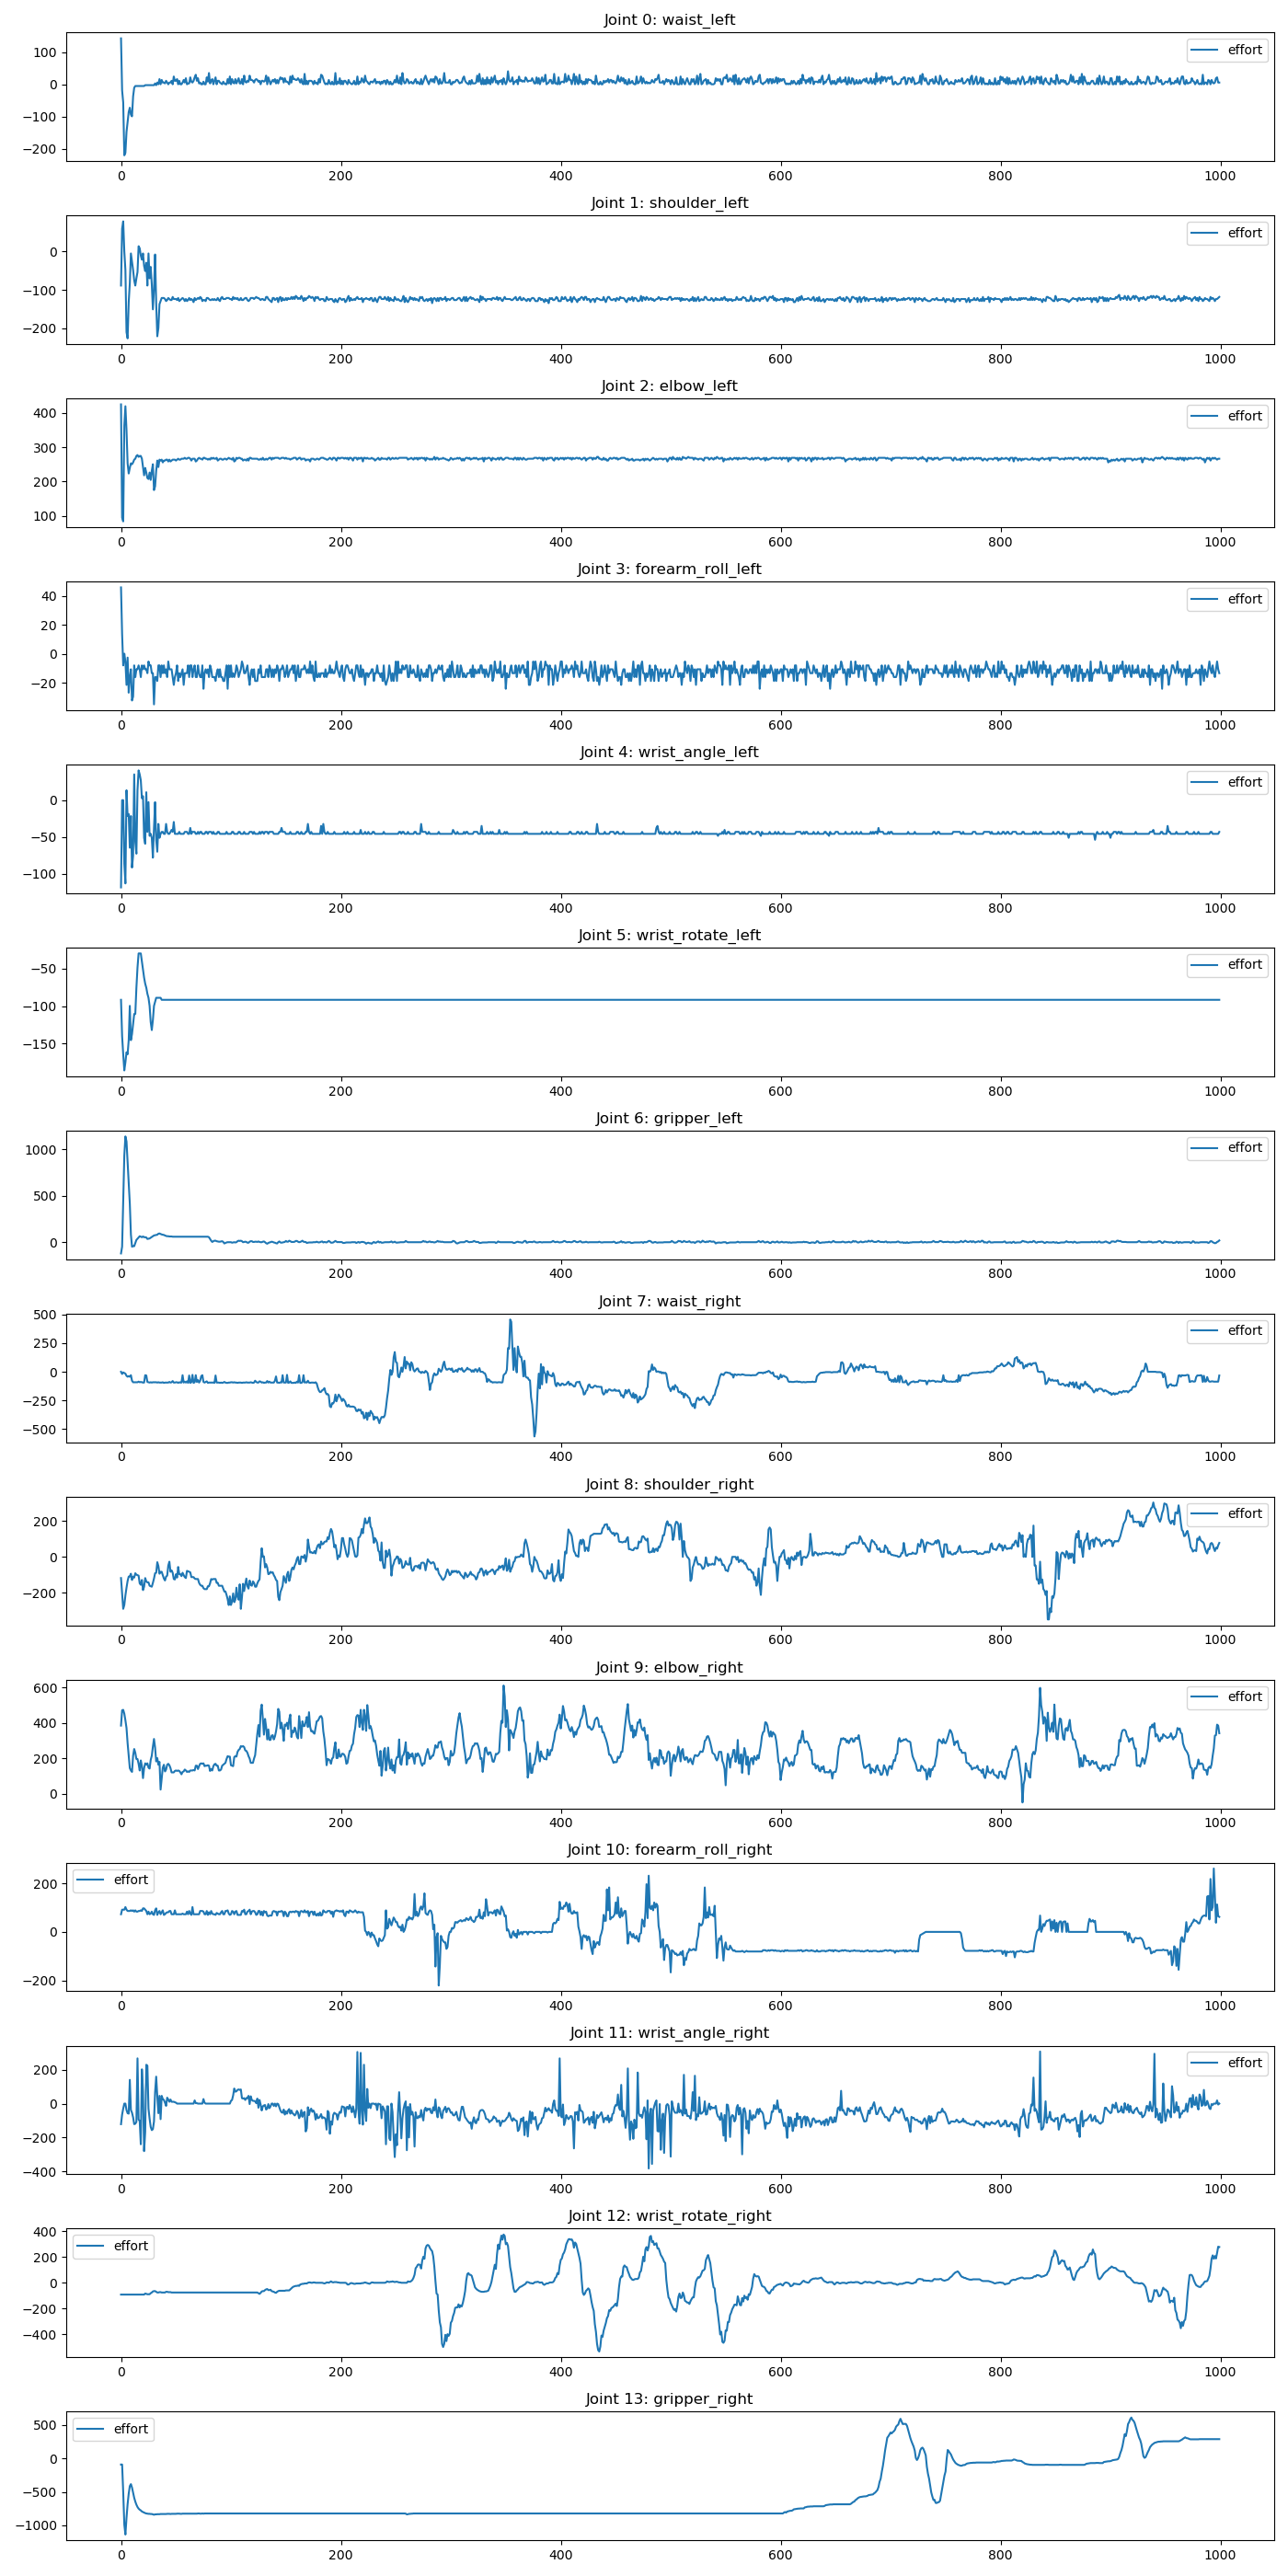 Joint 0: waist_left
effort
100
0
−100
−200
0 200 400 600 800 1000
Joint 1: shoulder_left
effort
0
−100
−200
0 200 400 600 800 1000
Joint 2: elbow_left
effort
400
300
200
100
0 200 400 600 800 1000
Joint 3: forearm_roll_left
effort
40
20
0
−20
0 200 400 600 800 1000
Joint 4: wrist_angle_left
effort
0
−50
−100
0 200 400 600 800 1000
Joint 5: wrist_rotate_left
effort
−50
−100
−150
0 200 400 600 800 1000
Joint 6: gripper_left
effort
1000
500
0
0 200 400 600 800 1000
Joint 7: waist_right
effort
500
250
0
−250
−500
0 200 400 600 800 1000
Joint 8: shoulder_right
effort
200
0
−200
0 200 400 600 800 1000
Joint 9: elbow_right
effort
600
400
200
0
0 200 400 600 800 1000
Joint 10: forearm_roll_right
effort
200
0
−200
0 200 400 600 800 1000
Joint 11: wrist_angle_right
effort
200
0
−200
−400
0 200 400 600 800 1000
Joint 12: wrist_rotate_right
effort
400
200
0
−200
−400
0 200 400 600 800 1000
Joint 13: gripper_right
effort
500
0
−500
−1000
0 200 400 600 800 1000